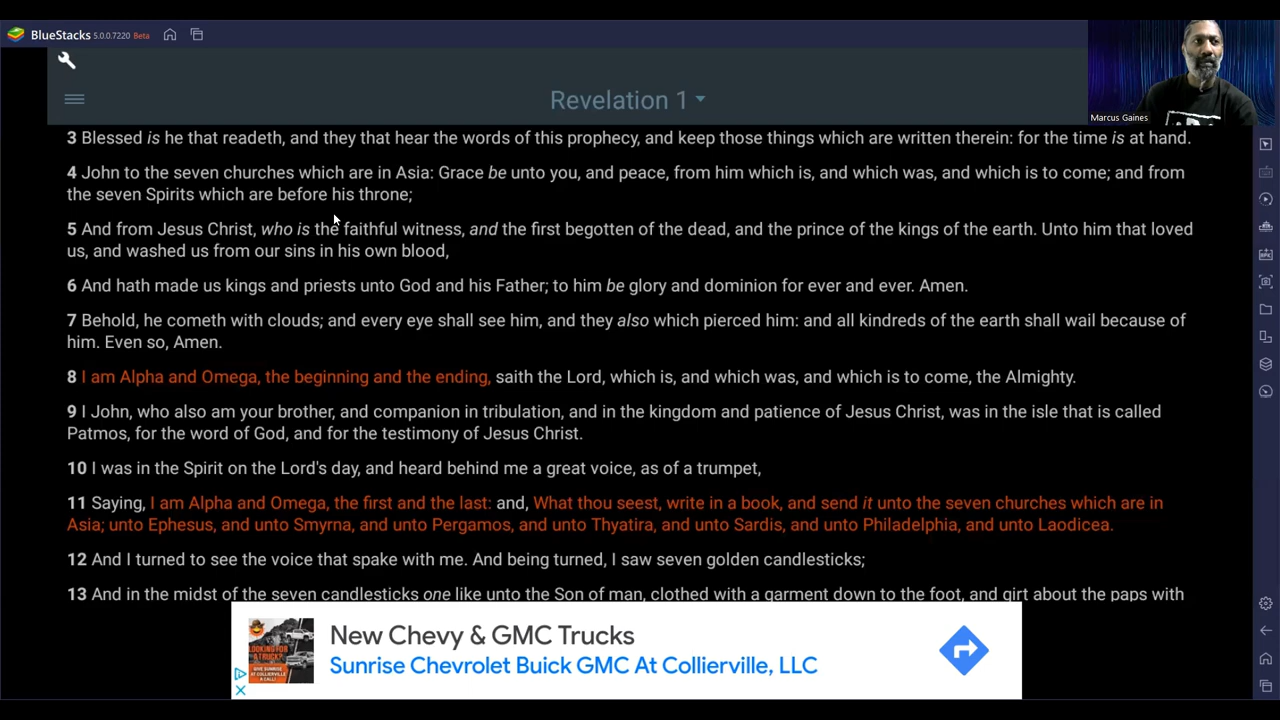 BlueStacks 5.0.0.7220 Beta
Marcus Gaines
Revelation 1
3 Blessed is he that readeth, and they that hear the words of this prophecy, and keep those things which are written therein: for the time is at hand.
4 John to the seven churches which are in Asia: Grace be unto you, and peace, from him which is, and which was, and which is to come; and from
the seven Spirits which are before his throne;
5 And from Jesus Christ, who is the faithful witness, and the first begotten of the dead, and the prince of the kings of the earth. Unto him that loved
us, and washed us from our sins in his own blood,
6 And hath made us kings and priests unto God and his Father; to him be glory and dominion for ever and ever. Amen.
7 Behold, he cometh with clouds; and every eye shall see him, and they also which pierced him: and all kindreds of the earth shall wail because of
him. Even so, Amen.
8 I am Alpha and Omega, the beginning and the ending, saith the Lord, which is, and which was, and which is to come, the Almighty.
9 I John, who also am your brother, and companion in tribulation, and in the kingdom and patience of Jesus Christ, was in the isle that is called
Patmos, for the word of God, and for the testimony of Jesus Christ.
10 I was in the Spirit on the Lord's day, and heard behind me a great voice, as of a trumpet,
11 Saying, I am Alpha and Omega, the first and the last: and, What thou seest, write in a book, and send it unto the seven churches which are in
Asia; unto Ephesus, and unto Smyrna, and unto Pergamos, and unto Thyatira, and unto Sardis, and unto Philadelphia, and unto Laodicea.
12 And I turned to see the voice that spake with me. And being turned, I saw seven golden candlesticks;
13 And in the midst of the seven candlesticks one like unto the Son of man, clothed with a garment down to the foot, and girt about the paps with
LOOKING FOR
A TRUCK?
GIVE SUNRISE
AT COLLIERVILLE
A CALL!
New Chevy & GMC Trucks
Sunrise Chevrolet Buick GMC At Collierville, LLC